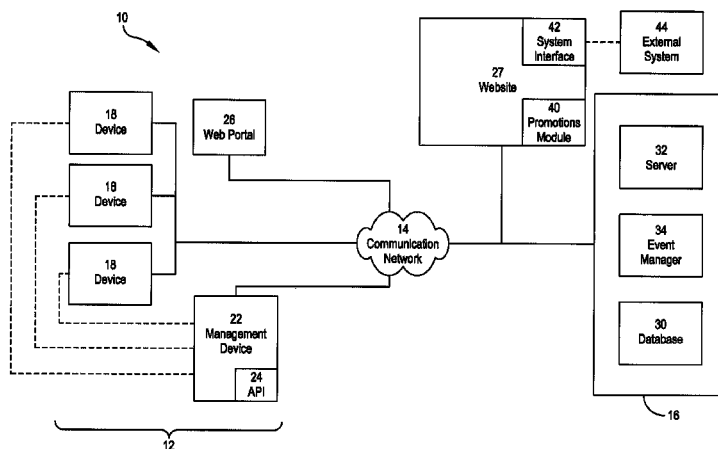 10
42
System
Interface
44
External
System
27
Website
40
Promotions
Module
18
Device
26
Web Portal
18
Device
18
Device
14
Communication
Network
32
Server
34
Event
Manager
30
Database
22
Management
Device
24
API
12
16